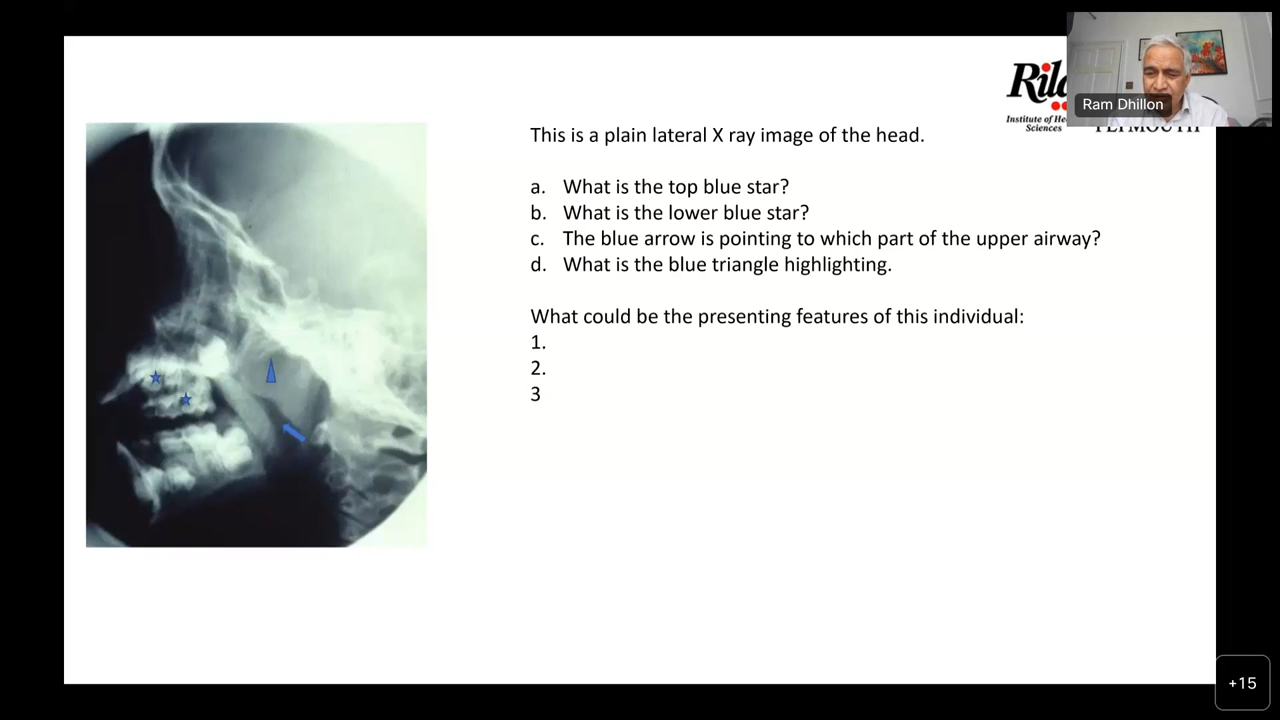 This is a plain lateral X ray image of the head.
a. What is the top blue star?
b. What is the lower blue star?
c. The blue arrow is pointing to which part of the upper airway?
d. What is the blue triangle highlighting.
What could be the presenting features of this individual:
1.
2.
3
Institute of
Sciences
Ram Dhillon
+15